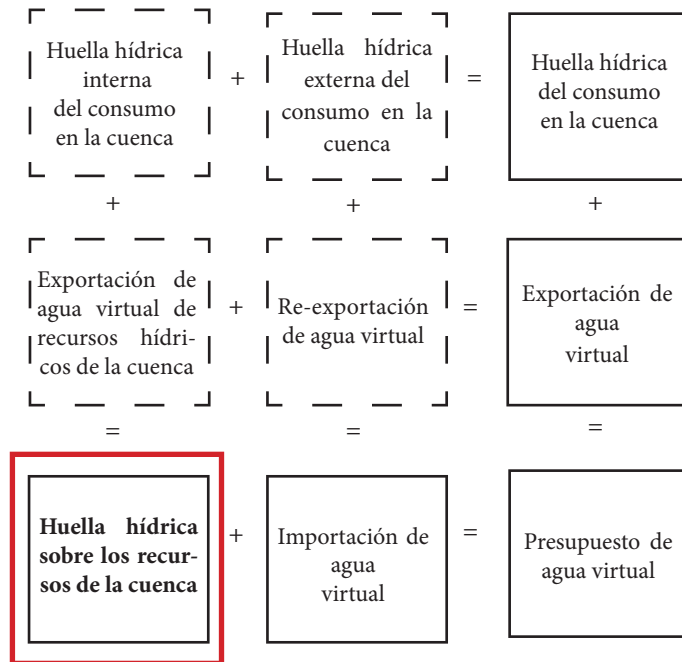 Huella hídrica
interna
del consumo
en la cuenca
+
Huella hídrica
externa del
consumo en la
cuenca
=
Huella hídrica
del consumo
en la cuenca
+
+
+
Exportación de
agua virtual de
recursos hídri-
cos de la cuenca
+
Re-exportación
de agua virtual
=
Exportación de
agua
virtual
=
=
=
Huella hídrica
sobre los recur-
sos de la cuenca
+
Importación de
agua
virtual
=
Presupuesto de
agua virtual